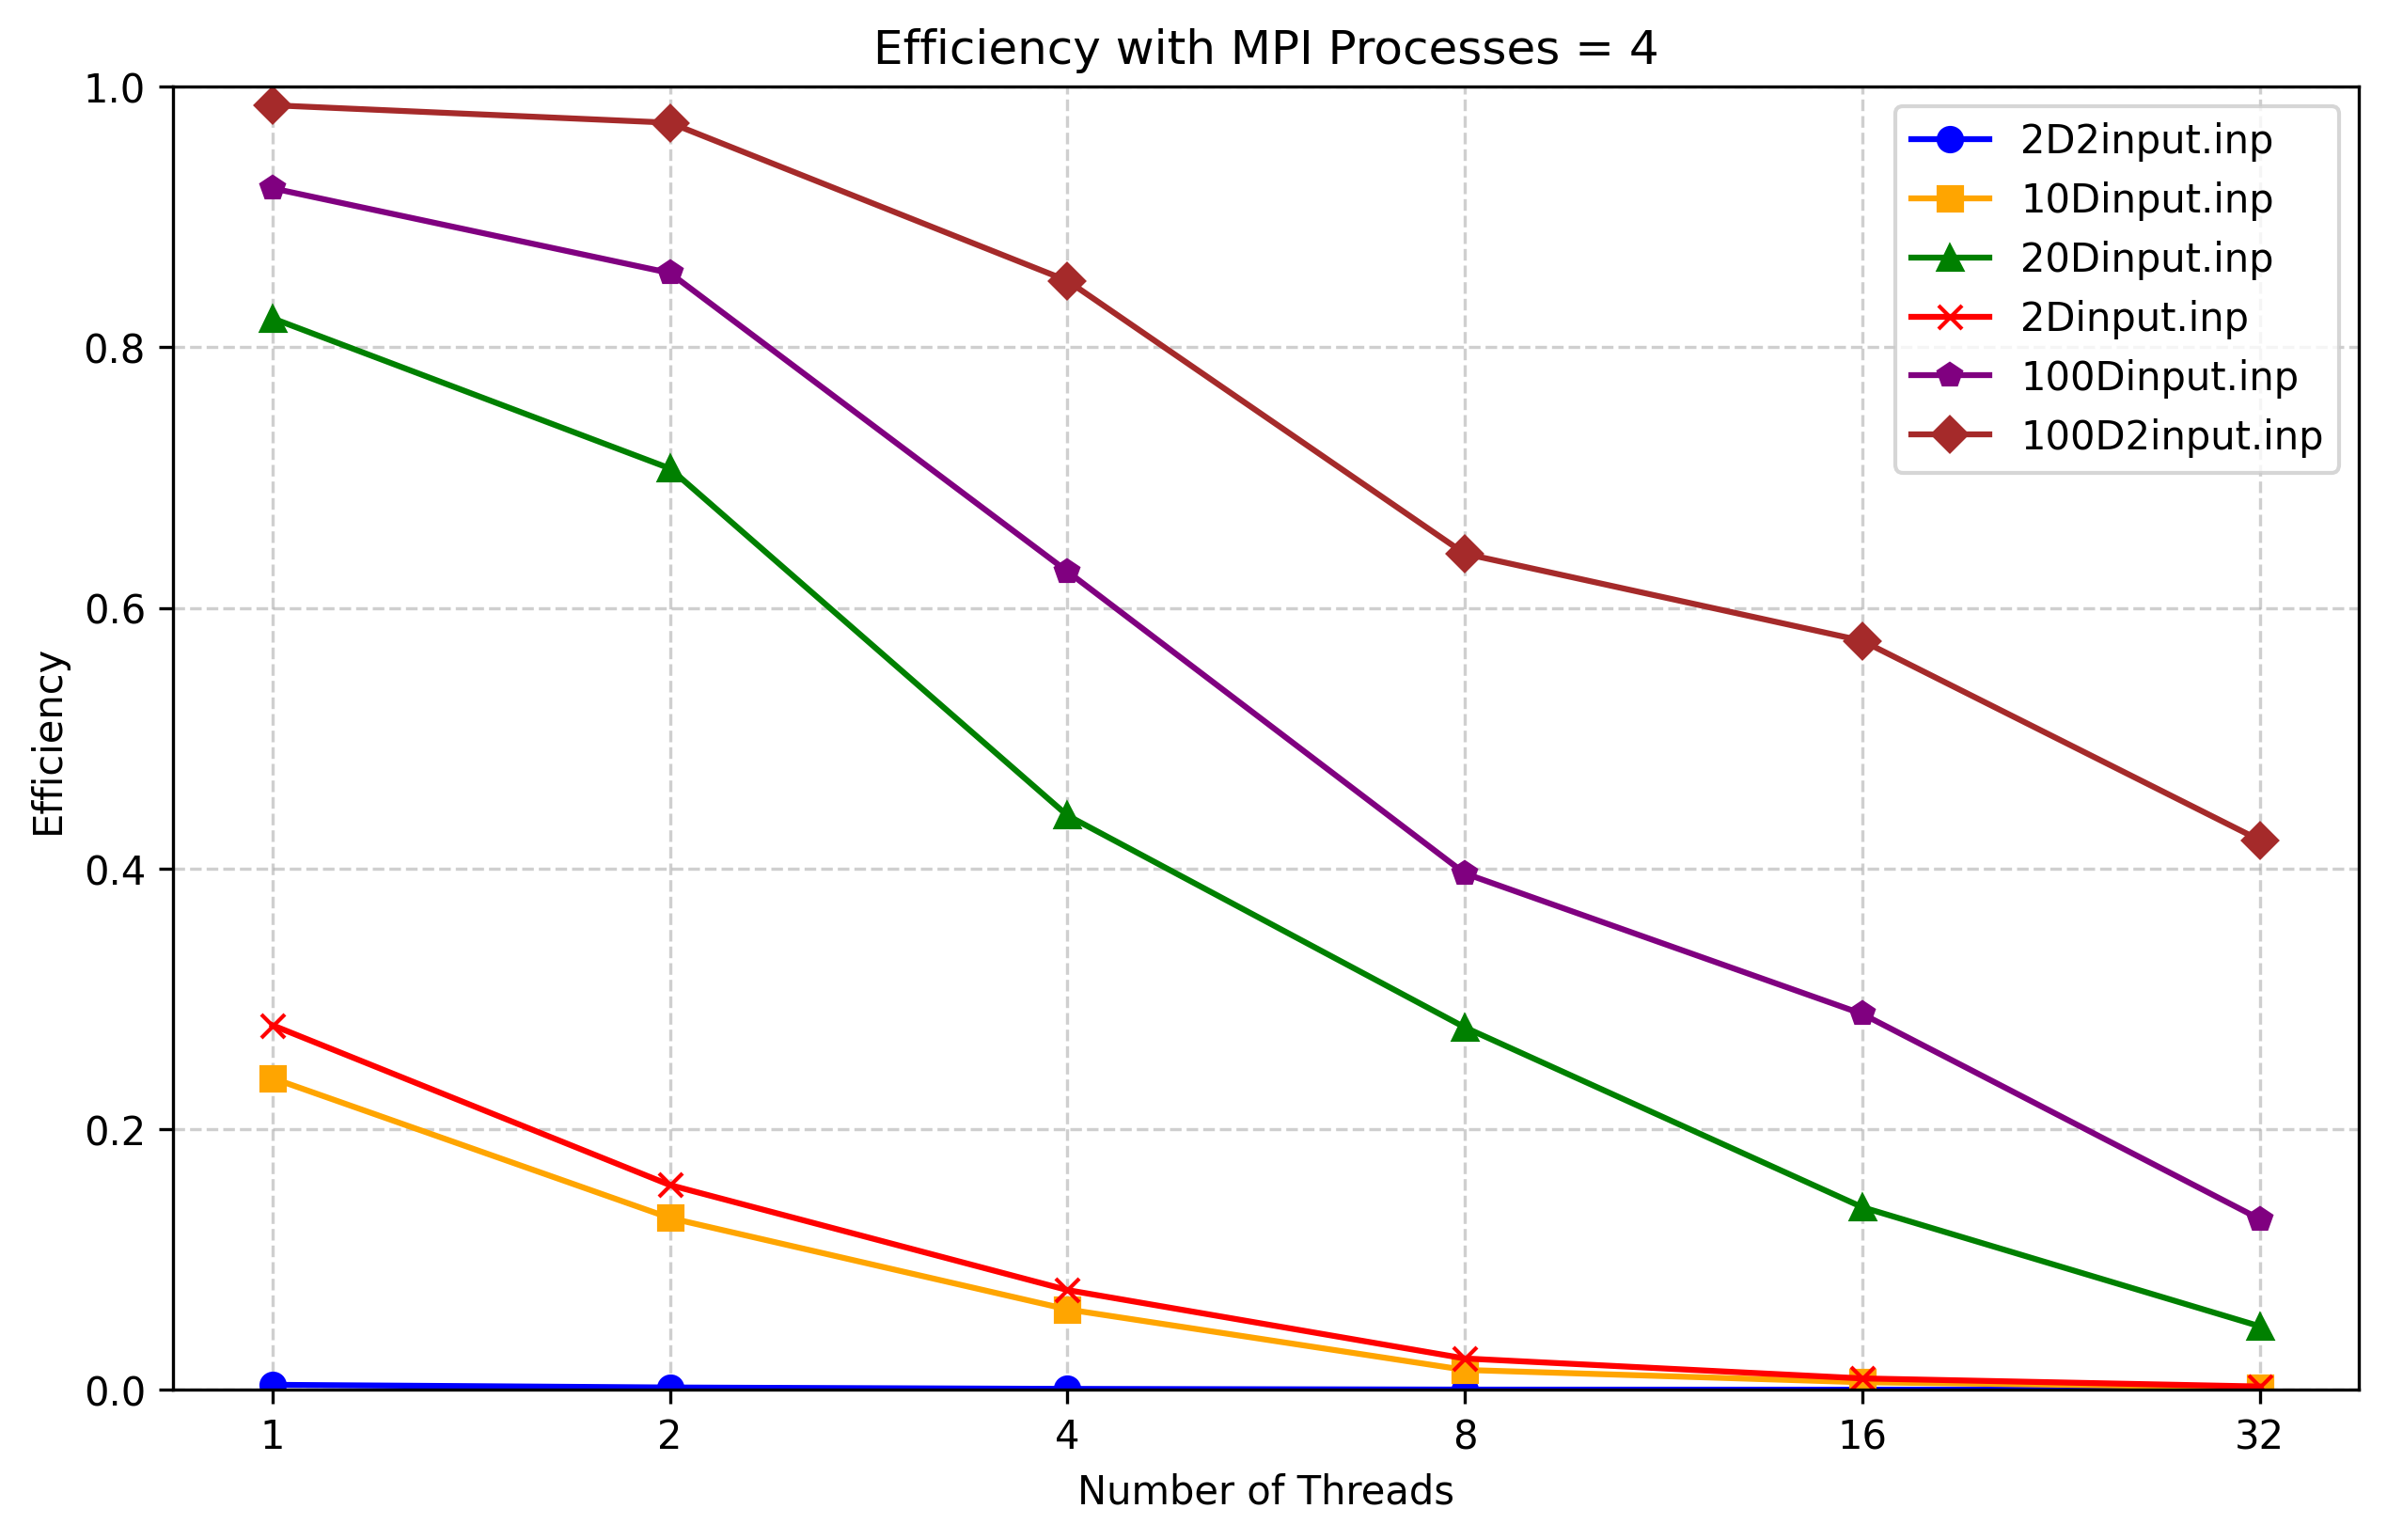 Efficiency with MPI Processes = 4
1.0
0.8
0.6
0.4
0.2
0.0
Efficiency
2D2input.inp
10Dinput.inp
20Dinput.inp
2Dinput.inp
100Dinput.inp
100D2input.inp
1 2 4 8 16 32
Number of Threads